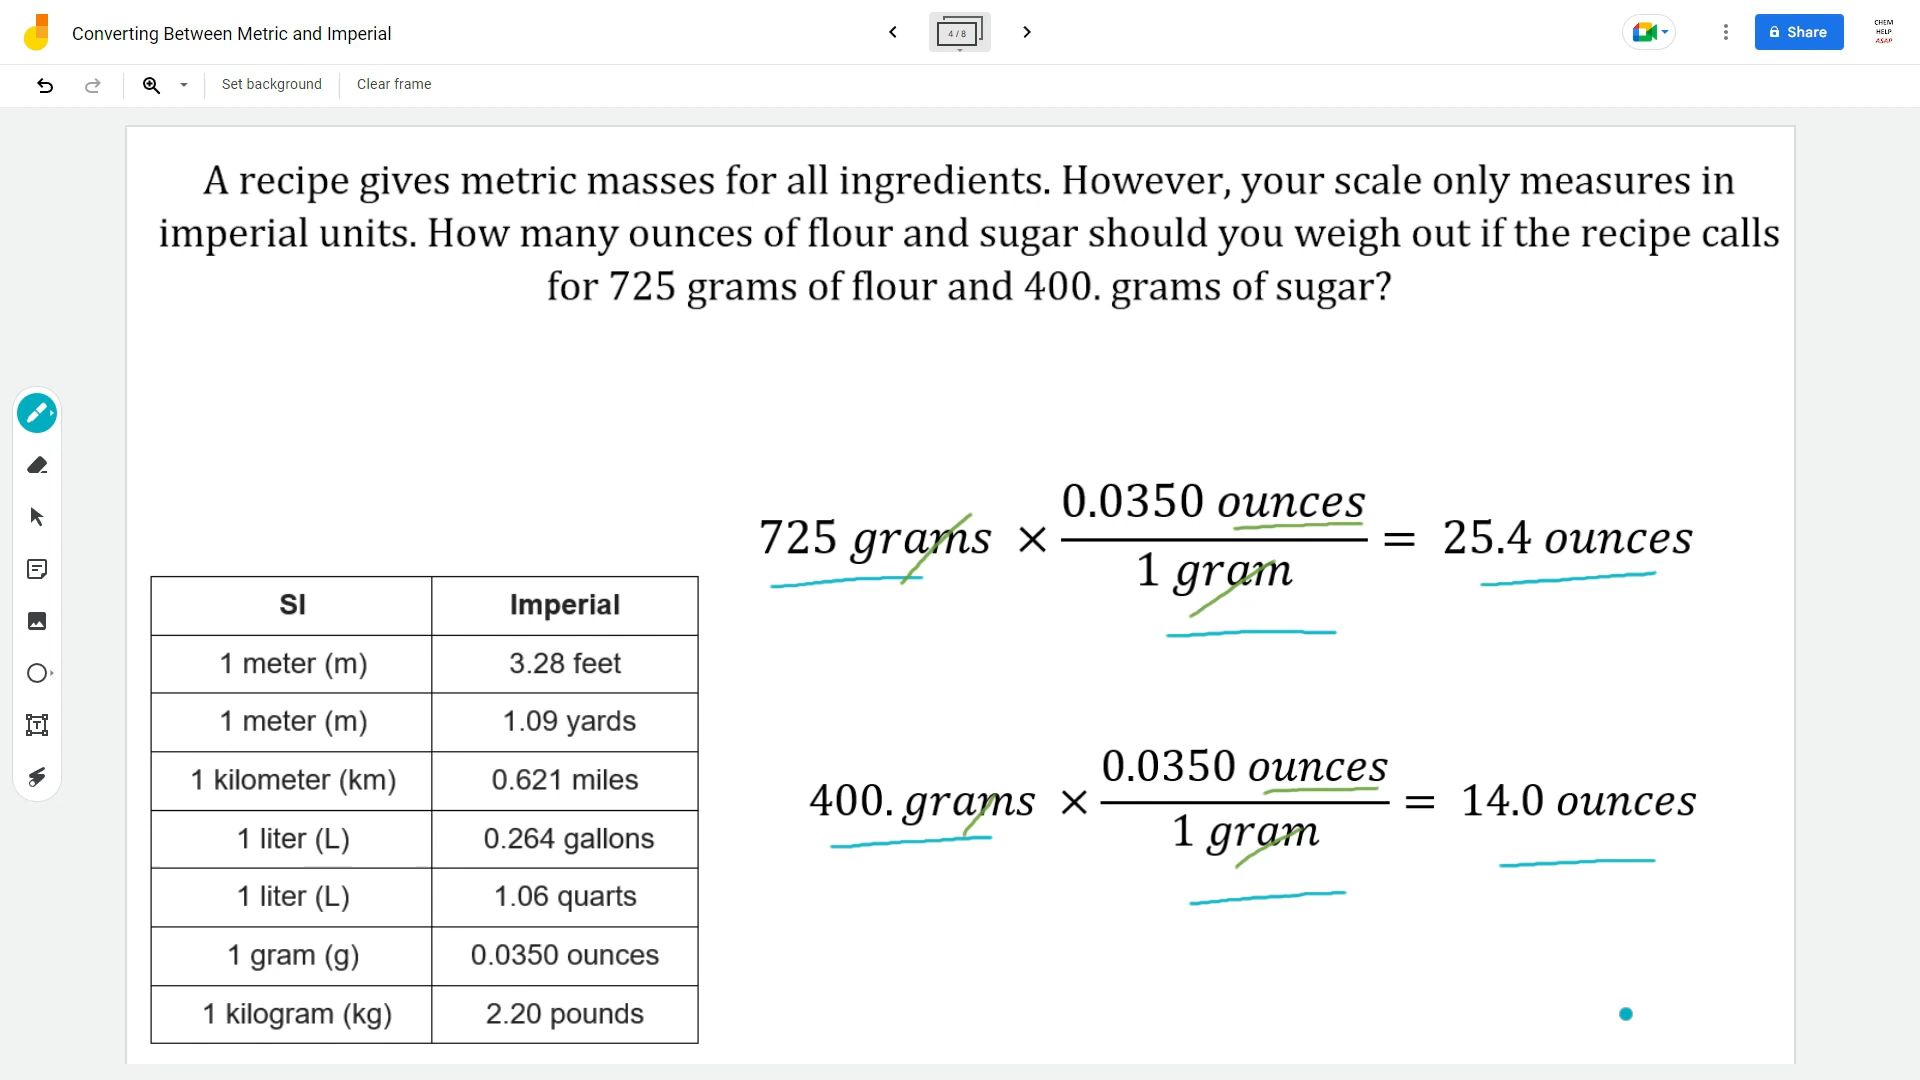 Converting Between Metric and Imperial
4 / 8
Share
CHEM
HELP
ASAP
Set background
Clear frame
A recipe gives metric masses for all ingredients. However, your scale only measures in
imperial units. How many ounces of flour and sugar should you weigh out if the recipe calls
for 725 grams of flour and 400. grams of sugar?
725 grams × 0.0350 ounces / 1 gram = 25.4 ounces
400. grams × 0.0350 ounces / 1 gram = 14.0 ounces
SI Imperial
1 meter (m) 3.28 feet
1 meter (m) 1.09 yards
1 kilometer (km) 0.621 miles
1 liter (L) 0.264 gallons
1 liter (L) 1.06 quarts
1 gram (g) 0.0350 ounces
1 kilogram (kg) 2.20 pounds